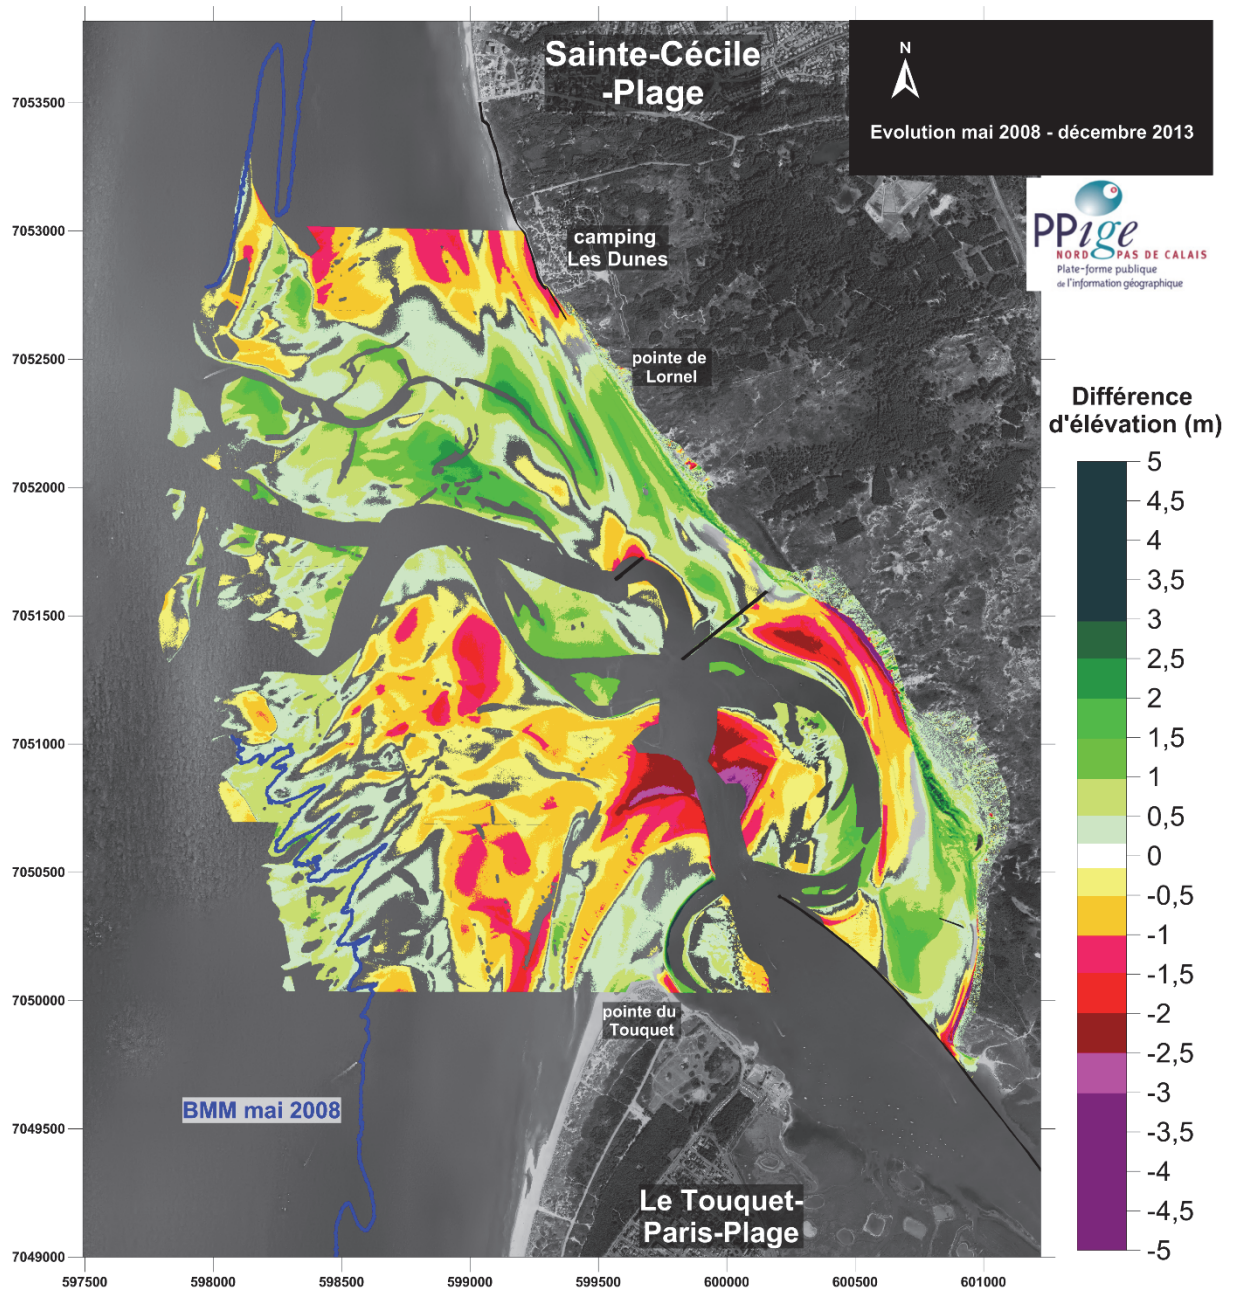 Sainte-Cécile
-Plage
N
Evolution mai 2008 - décembre 2013
PPige
NORD PAS DE CALAIS
Plate-forme publique
de l'information géographique
camping
Les Dunes
pointe de
Lornel
Différence
d'élévation (m)
5
4,5
4
3,5
3
2,5
2
1,5
1
0,5
0
-0,5
-1
-1,5
-2
-2,5
-3
-3,5
-4
-4,5
-5
pointe du
Touquet
BMM mai 2008
Le Touquet-
Paris-Plage
7053500
7053000
7052500
7052000
7051500
7051000
7050500
7050000
7049500
7049000
597500
598000
598500
599000
599500
600000
600500
601000